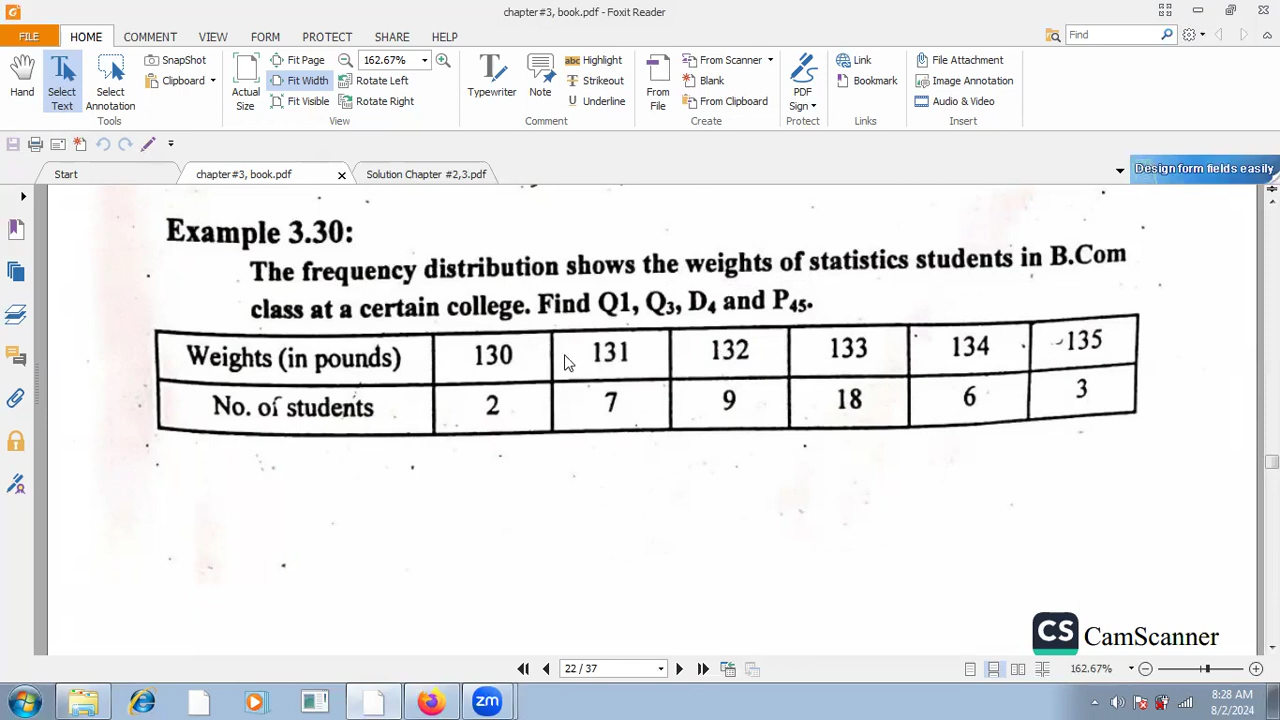 chapter#3, book.pdf - Foxit Reader
FILE HOME COMMENT VIEW FORM PROTECT SHARE HELP
Find
Hand
Select Text
Select Annotation
SnapShot
Clipboard
Tools
Actual Size
Fit Page
Fit Width
Fit Visible
162.67%
Rotate Left
Rotate Right
View
Typewriter
Note
Highlight
Strikeout
Underline
Comment
From File
From Scanner
Blank
From Clipboard
Create
PDF Sign
Protect
Link
Bookmark
Links
File Attachment
Image Annotation
Audio & Video
Insert
Start chapter#3, book.pdf Solution Chapter #2,3.pdf
Design form fields easily
Example 3.30:
The frequency distribution shows the weights of statistics students in B.Com
class at a certain college. Find Q1, Q3, D4 and P45.
Weights (in pounds) 130 131 132 133 134 135
No. of students 2 7 9 18 6 3
CS CamScanner
22 / 37
162.67%
zm
8:28 AM
8/2/2024